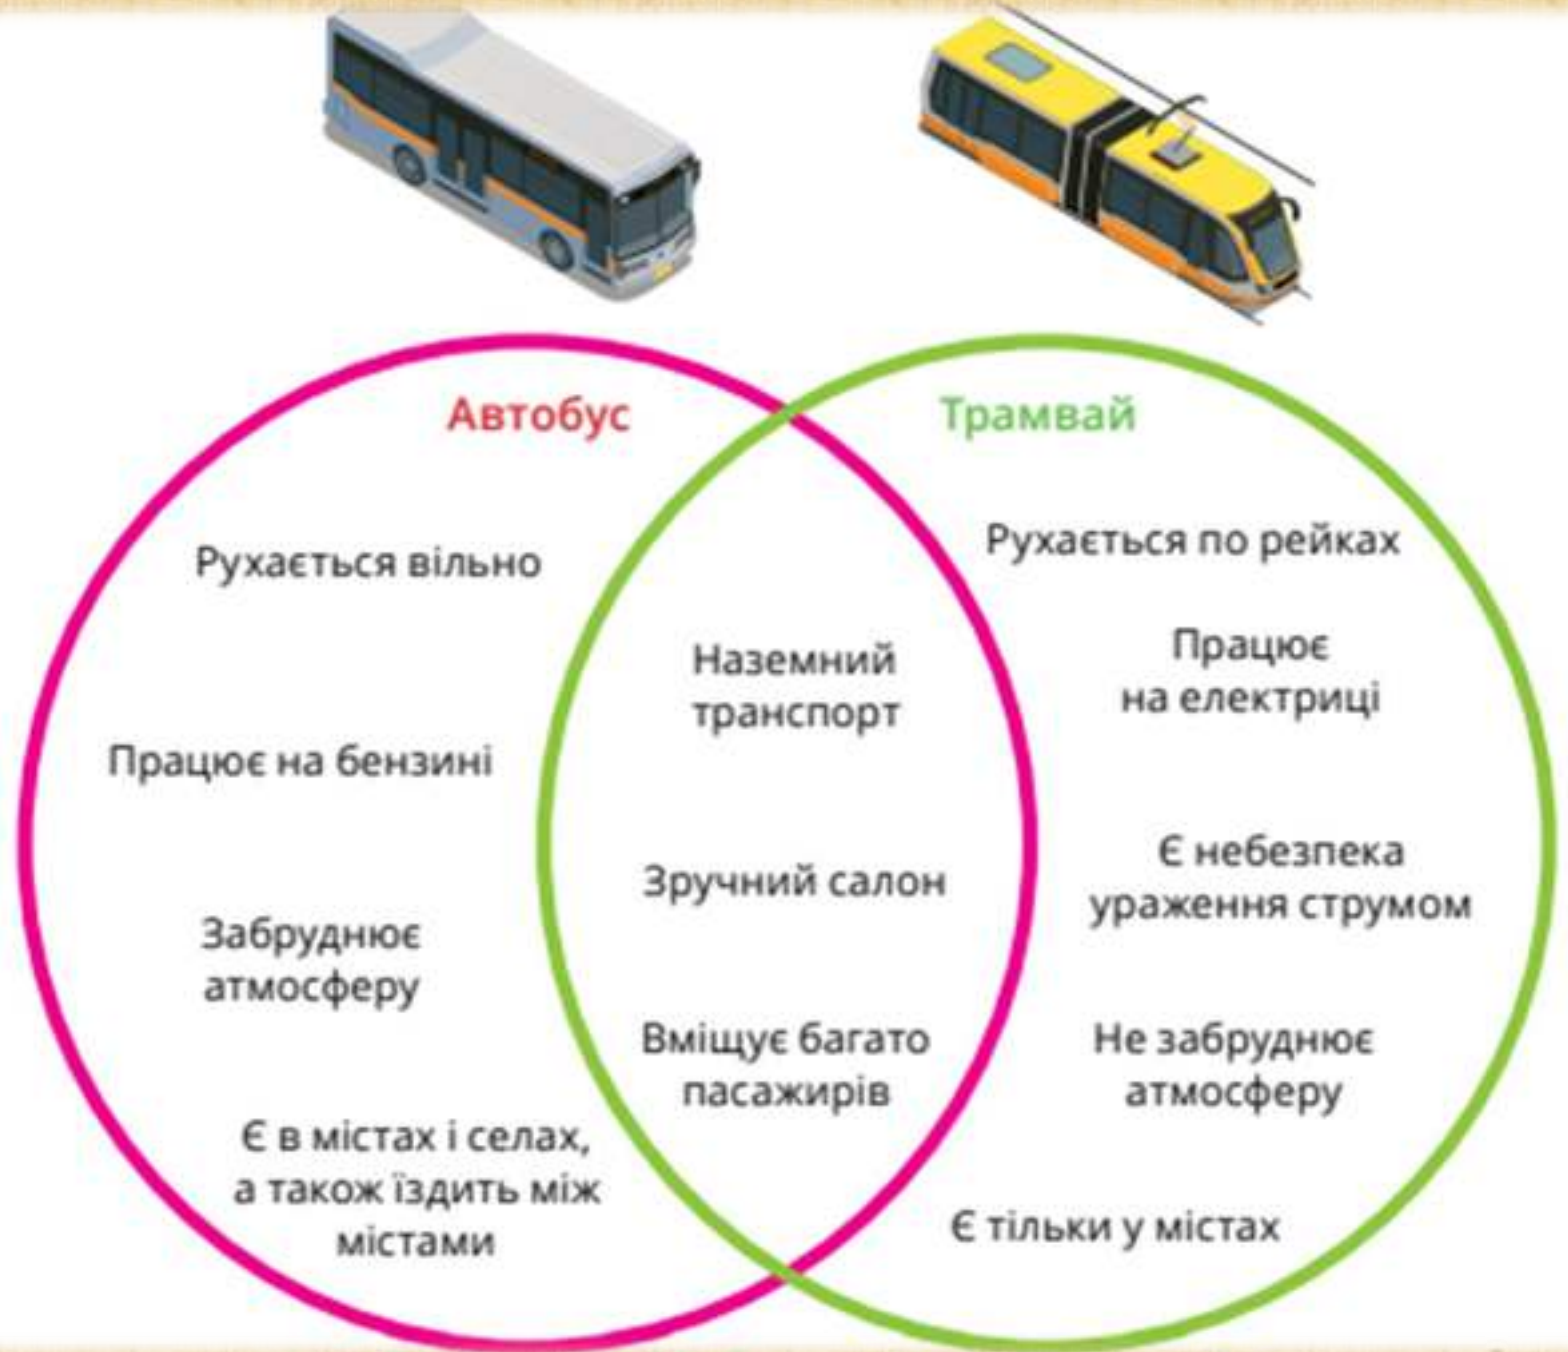 Автобус
Рухається вільно
Працює на бензині
Забруднює
атмосферу
Є в містах і селах,
а також їздить між
містами
Наземний
транспорт
Зручний салон
Вміщує багато
пасажирів
Трамвай
Рухається по рейках
Працює
на електриці
Є небезпека
ураження струмом
Не забруднює
атмосферу
Є тільки у містах